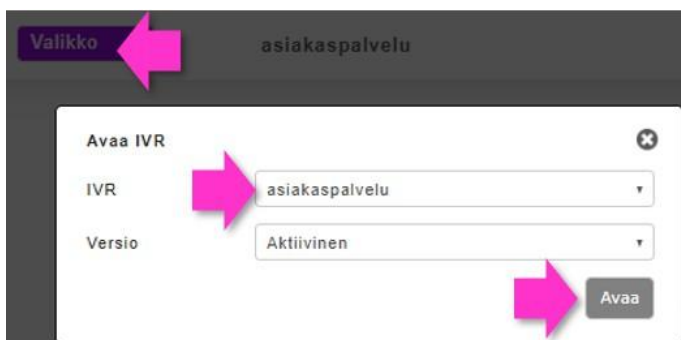 Valikko
asiakaspalvelu
Avaa IVR
IVR
asiakaspalvelu
Versio
Aktiivinen
Avaa